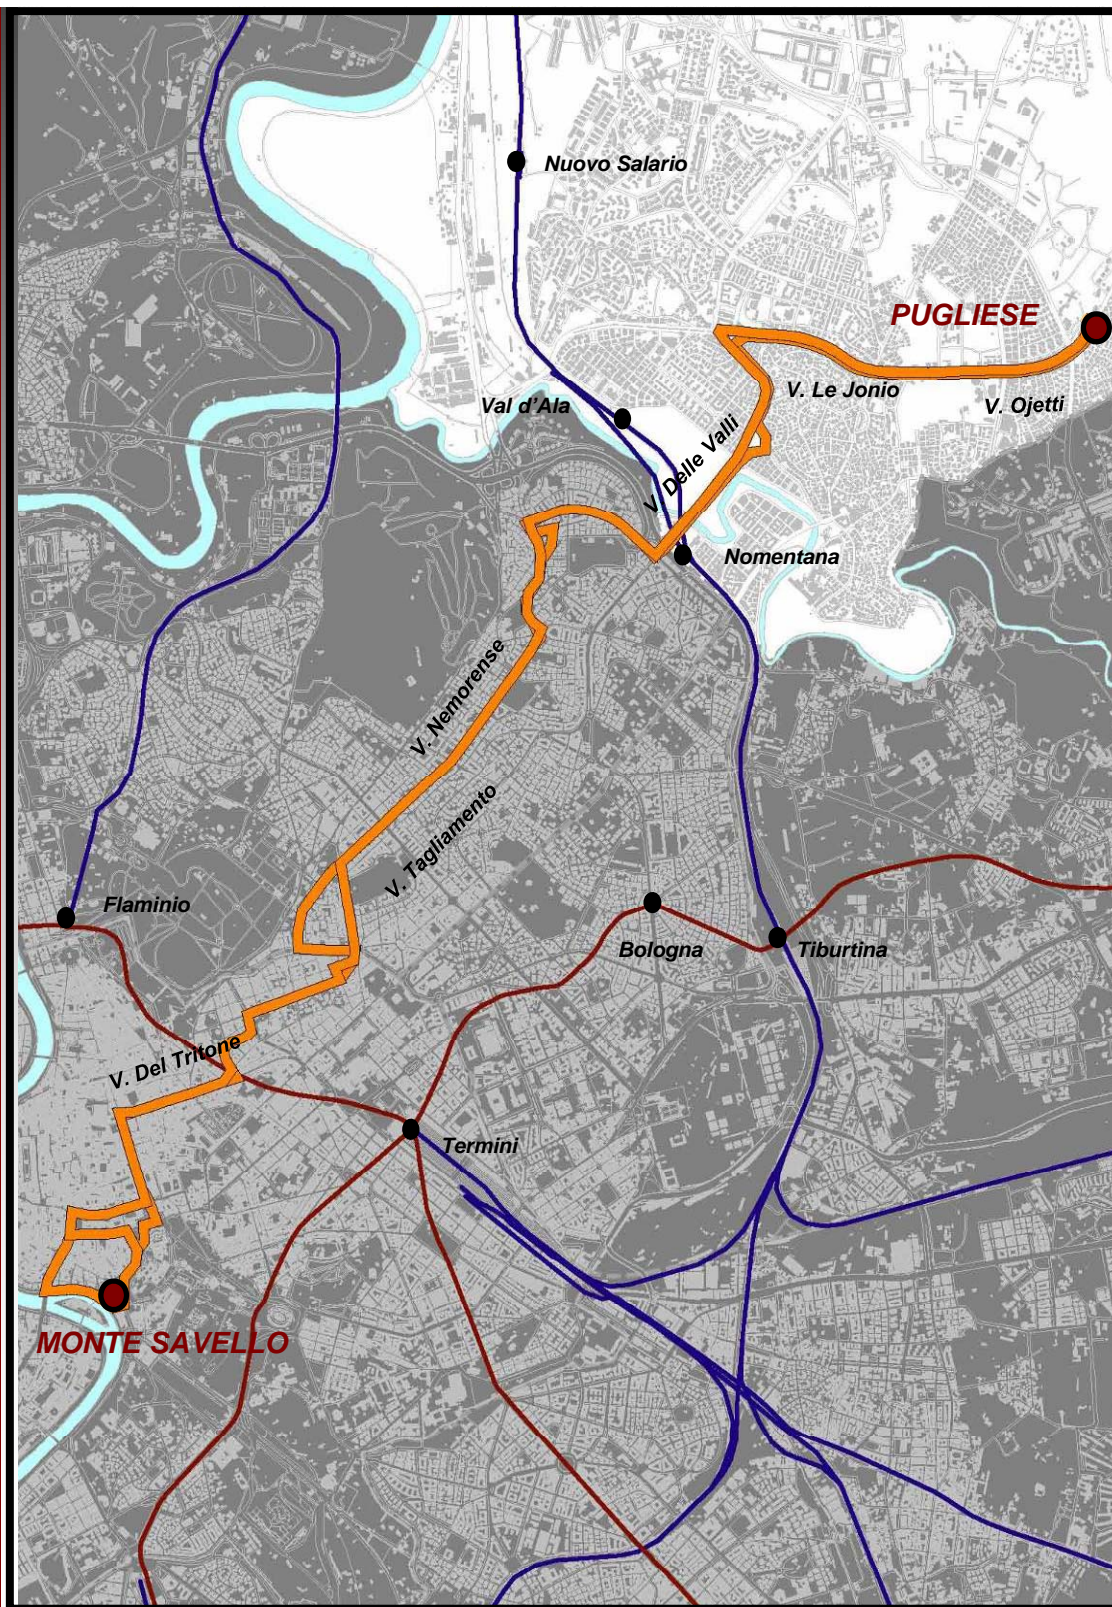 Nuovo Salario
PUGLIESE
V. Le Jonio
V. Ojetti
Val d'Ala
V. Delle Valli
Nomentana
V. Nemorense
V. Tagliamento
Flaminio
Bologna
Tiburtina
V. Del Tritone
Termini
MONTE SAVELLO